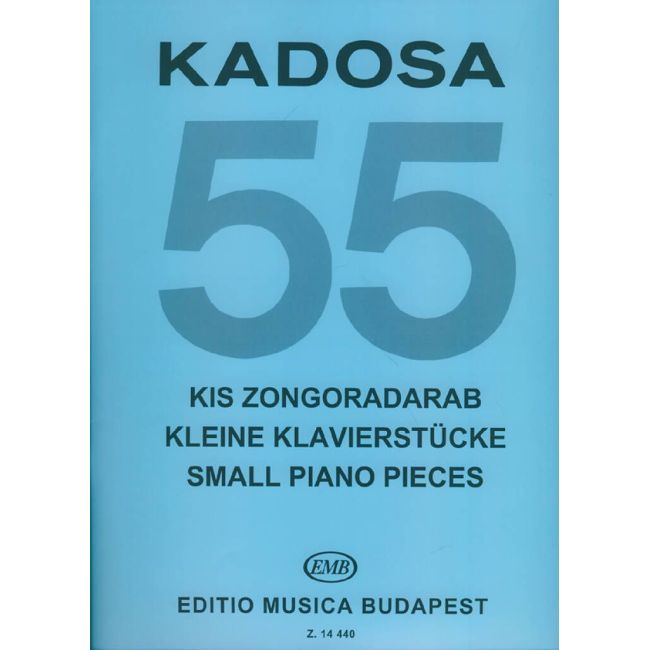 KADOSA
55
KIS ZONGORADARAB
KLEINE KLAVIERSTÜCKE
SMALL PIANO PIECES
EMB
EDITIO MUSICA BUDAPEST
Z. 14 440